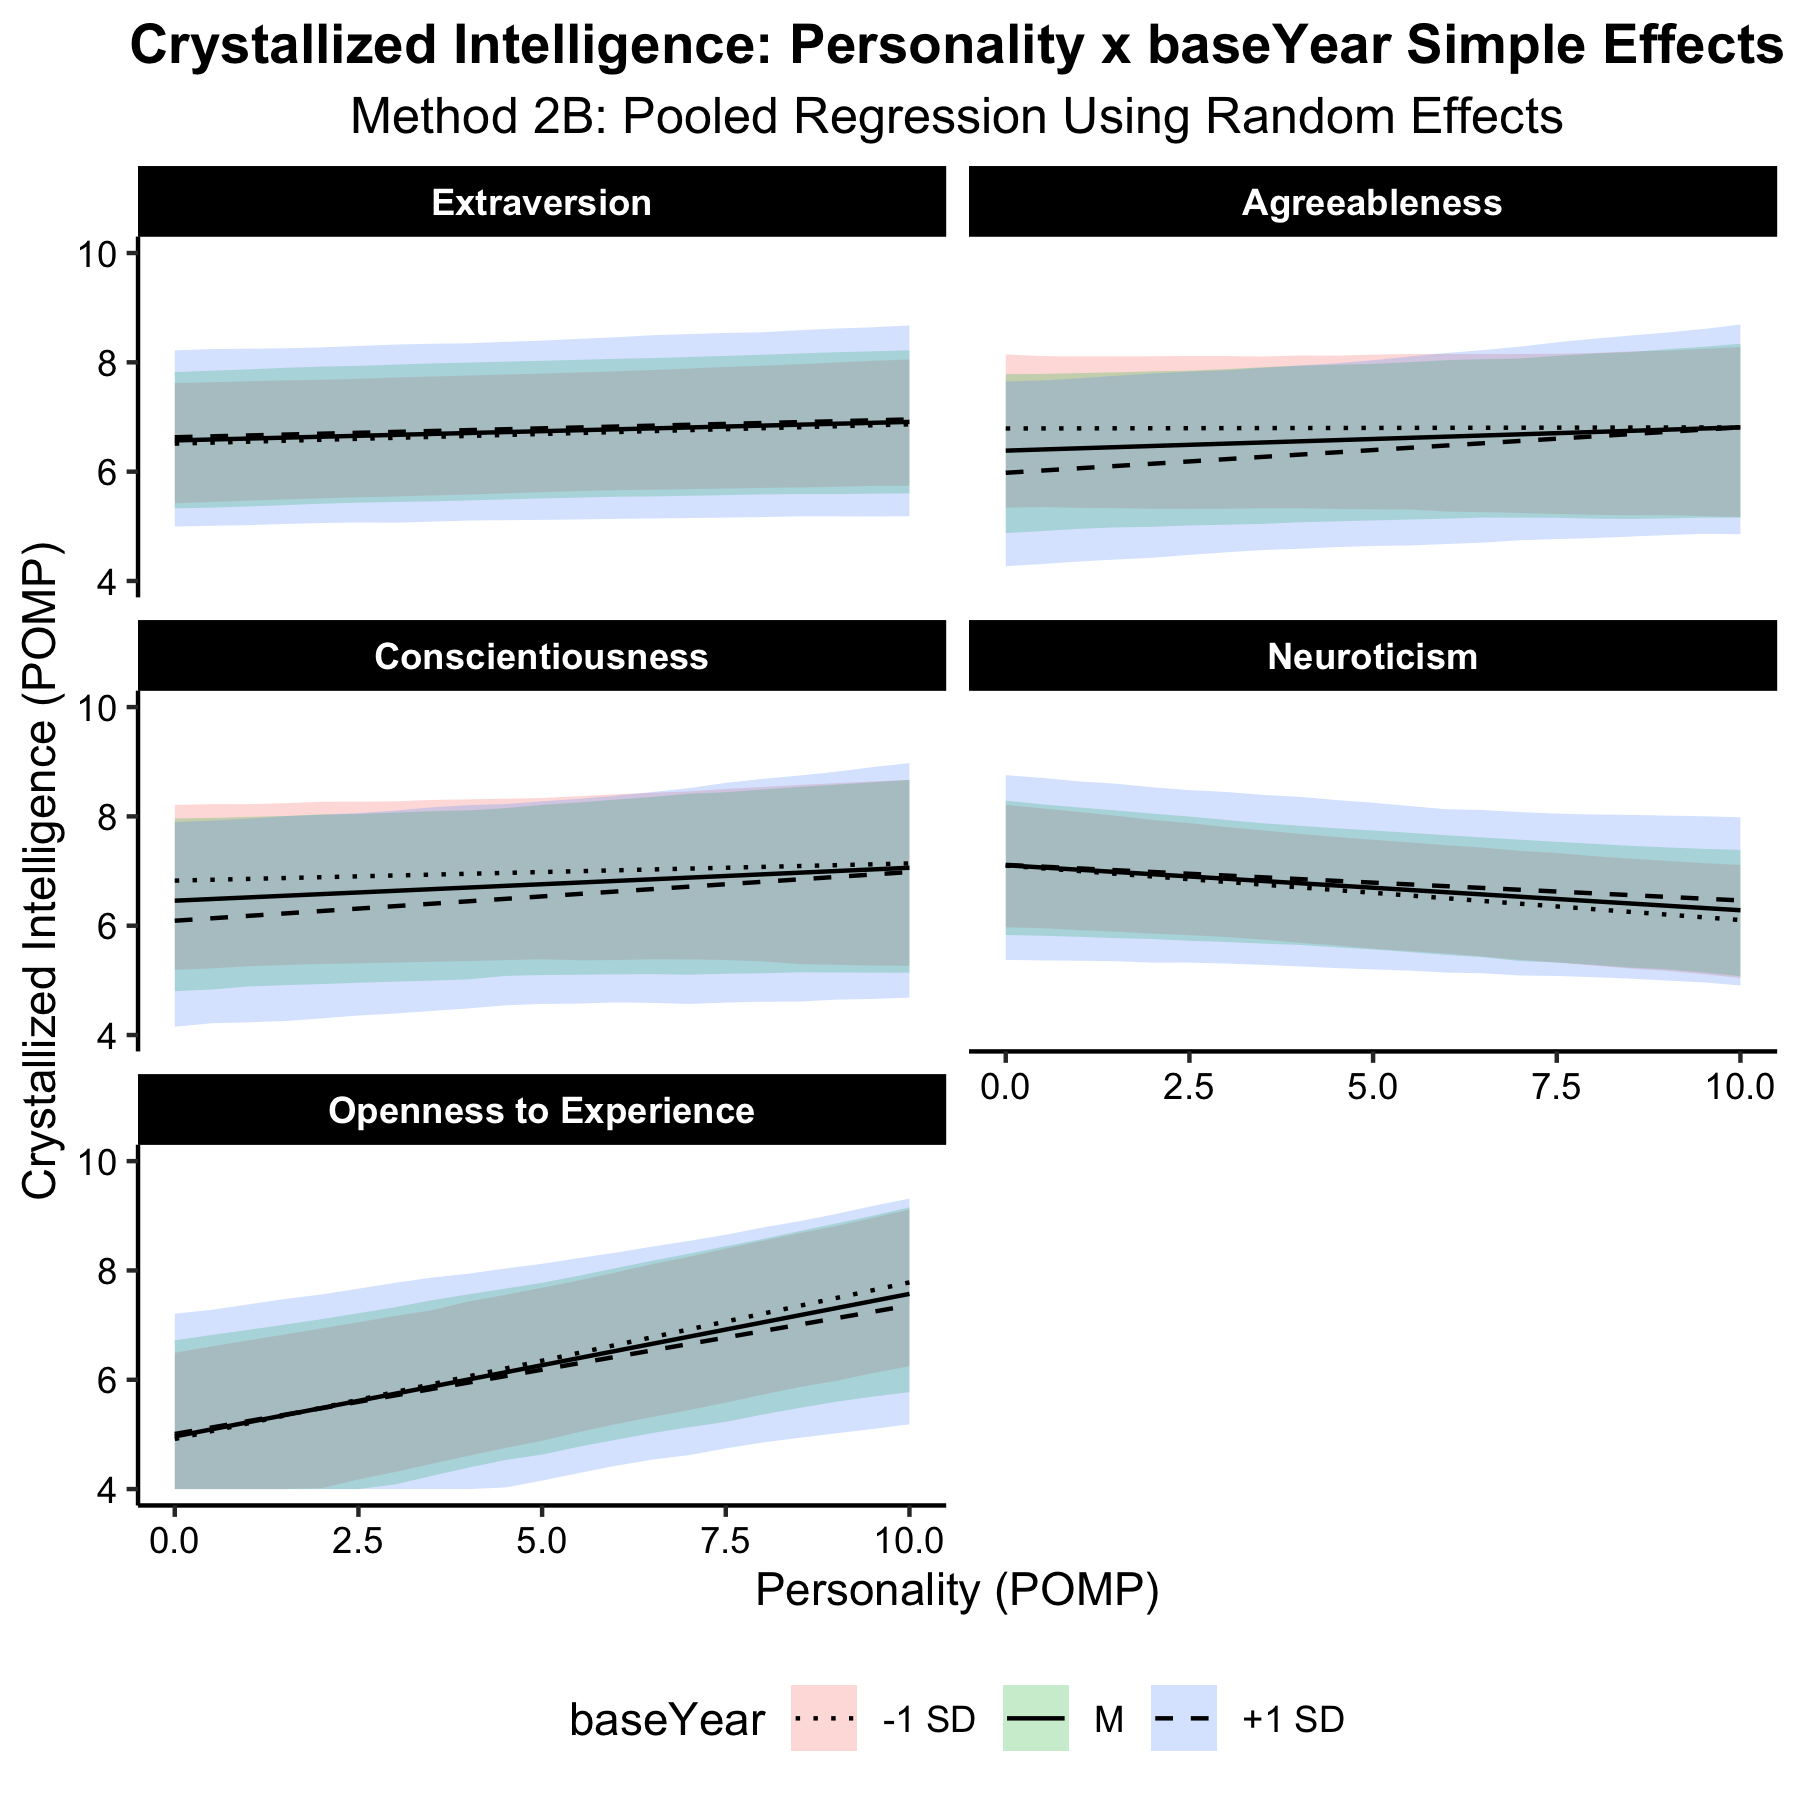 Crystallized Intelligence: Personality x baseYear Simple Effects
Method 2B: Pooled Regression Using Random Effects
Extraversion
Agreeableness
10
8
6
4
Conscientiousness
Neuroticism
10
8
6
4
0.0 2.5 5.0 7.5 10.0
Openness to Experience
10
8
6
4
0.0 2.5 5.0 7.5 10.0
Crystallized Intelligence (POMP)
Personality (POMP)
baseYear -1 SD M +1 SD